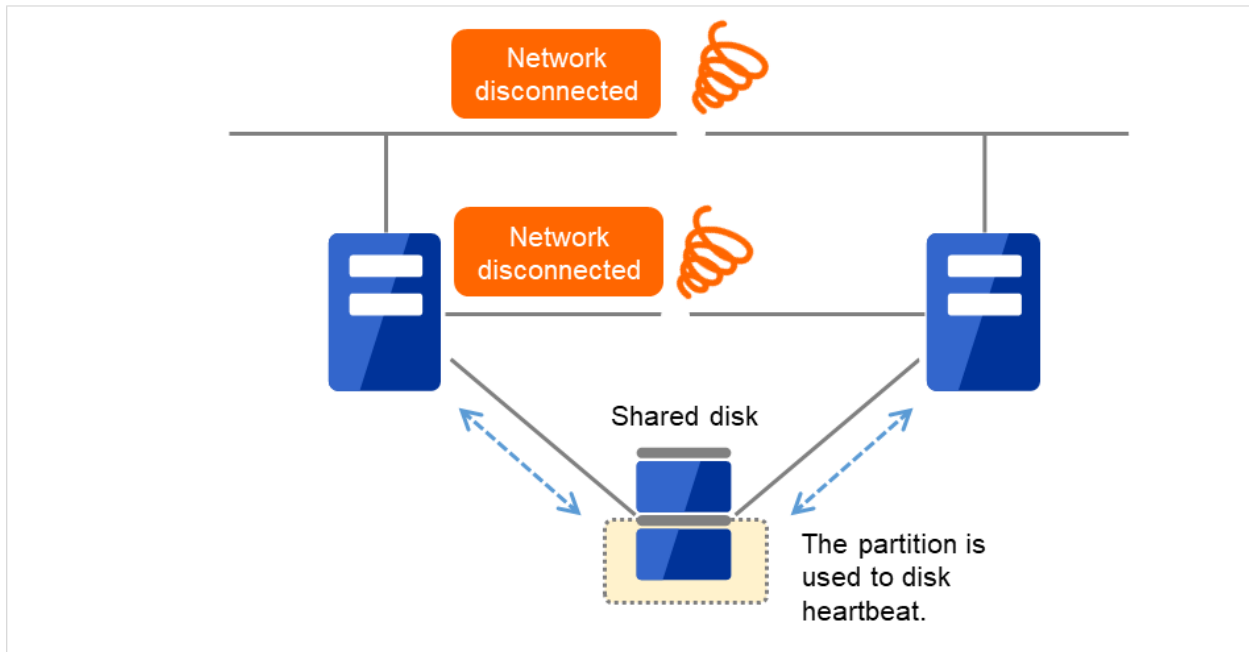 Network
disconnected
Network
disconnected
Shared disk
The partition is
used to disk
heartbeat.